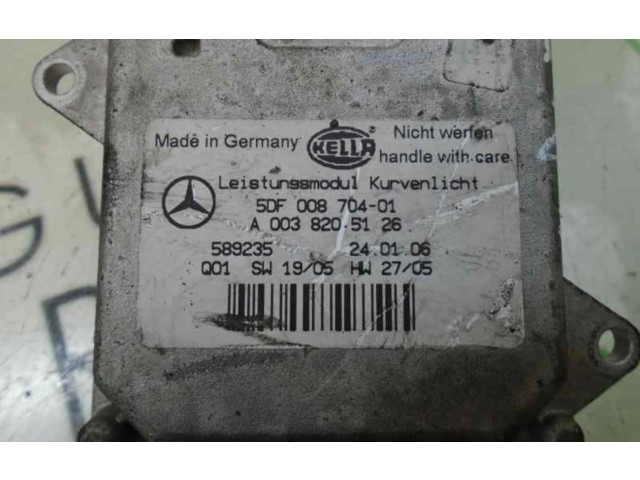 Made in Germany
HELLA
Nicht werfen
handle with care
Leistungsmodul Kurvenlicht
5DF 008 704-01
A 003 820 51 26
589235 24.01.06
Q01 SW 19/05 HW 27/05